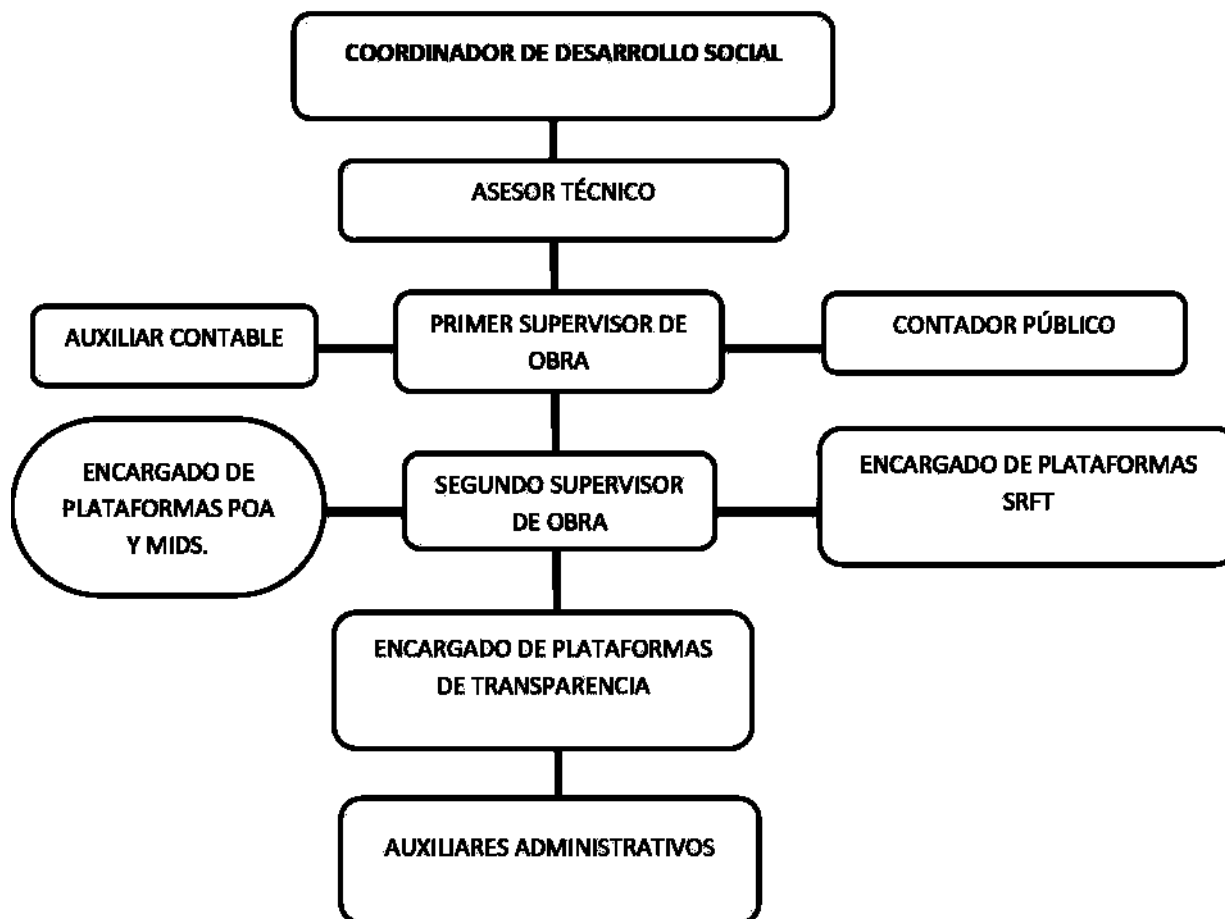 COORDINADOR DE DESARROLLO SOCIAL
ASESOR TÉCNICO
AUXILIAR CONTABLE
PRIMER SUPERVISOR DE
OBRA
CONTADOR PÚBLICO
ENCARGADO DE
PLATAFORMAS POA
Y MIDS.
SEGUNDO SUPERVISOR
DE OBRA
ENCARGADO DE PLATAFORMAS
SRFT
ENCARGADO DE PLATAFORMAS
DE TRANSPARENCIA
AUXILIARES ADMINISTRATIVOS